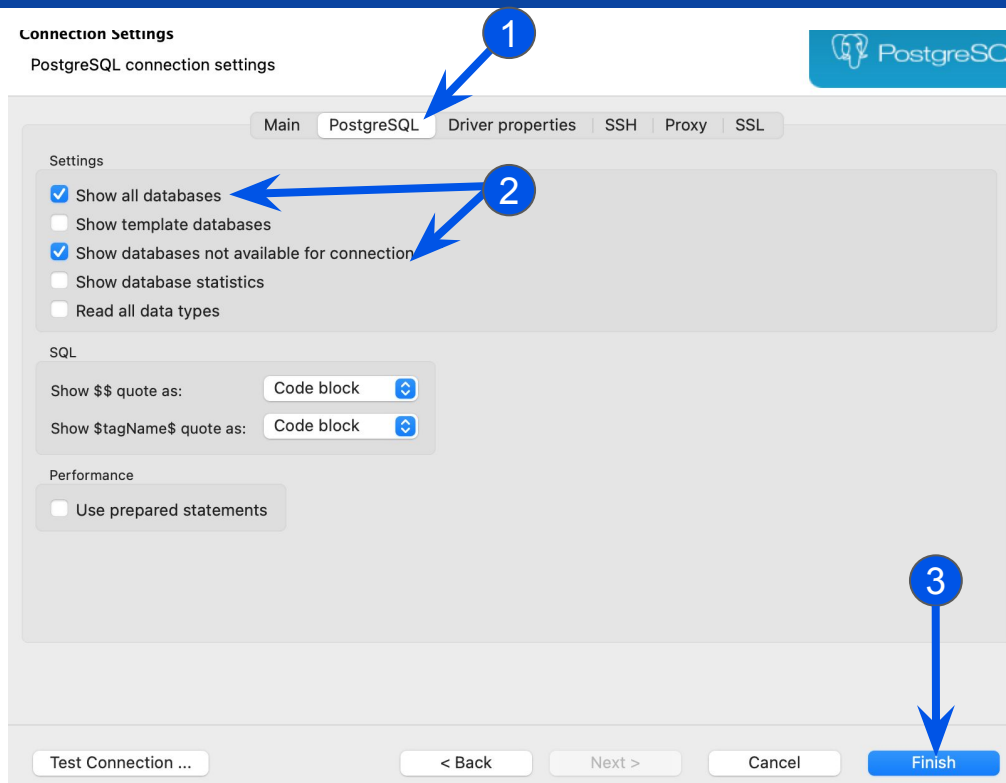 Connection Settings
1
PostgreSQL connection settings
PostgreSQ
Main PostgreSQL Driver properties SSH Proxy SSL
Settings
Show all databases
2
Show template databases
Show databases not available for connection
Show database statistics
Read all data types
SQL
Show $$ quote as: Code block
Show $tagName$ quote as: Code block
Performance
Use prepared statements
3
Test Connection ... < Back Next > Cancel Finish